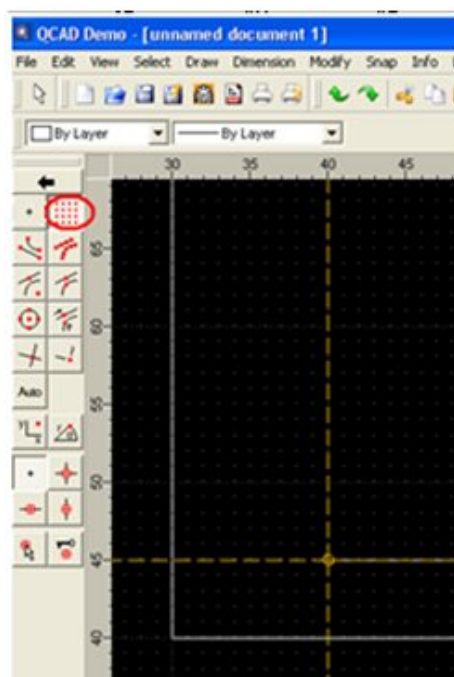 QCAD Demo - [unnamed document 1]
File Edit View Select Draw Dimension Modify Snap Info
By Layer By Layer
30 35 40 45
65
60
Auto
55
50
45
40